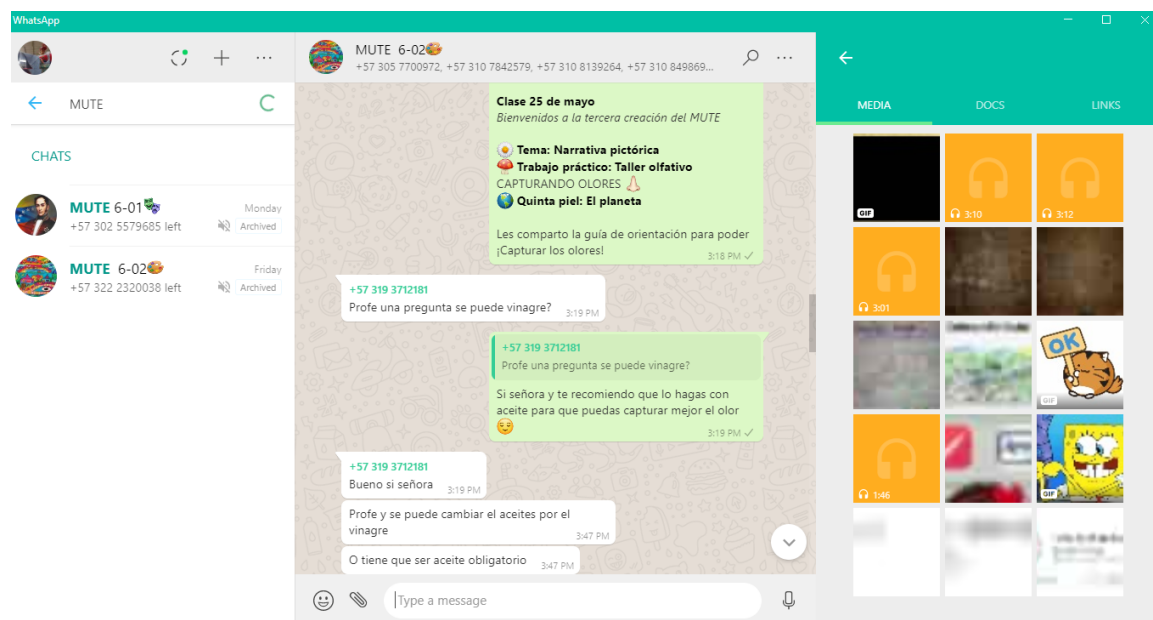 WhatsApp
MUTE
CHATS
MUTE 6-01
Monday
+57 302 5579685 left
Archived
MUTE 6-02
Friday
+57 322 2320038 left
Archived
MUTE 6-02
+57 305 7700972, +57 310 7842579, +57 310 8139264, +57 310 849869...
Clase 25 de mayo
Bienvenidos a la tercera creación del MUTE
Tema: Narrativa pictórica
Trabajo práctico: Taller olfativo
CAPTURANDO OLORES
Quinta piel: El planeta
Les comparto la guía de orientación para poder
¡Capturar los olores!
3:18 PM
+57 319 3712181
Profe una pregunta se puede vinagre?
3:19 PM
+57 319 3712181
Profe una pregunta se puede vinagre?
Si señora y te recomiendo que lo hagas con
aceite para que puedas capturar mejor el olor
3:19 PM
+57 319 3712181
Bueno si señora
3:19 PM
Profe y se puede cambiar el aceites por el
vinagre
3:47 PM
O tiene que ser aceite obligatorio
3:47 PM
Type a message
MEDIA
DOCS
LINKS
GIF
3:10
3:12
3:01
OK
GIF
1:46
GIF